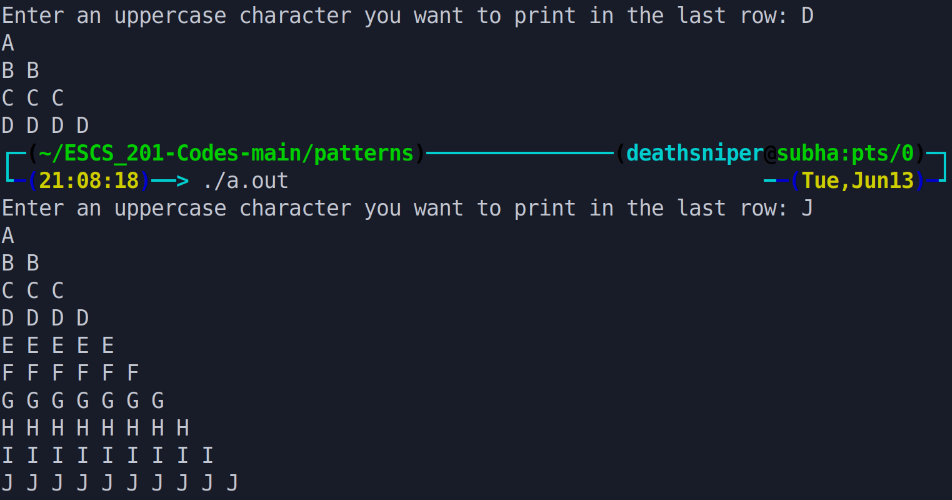 Enter an uppercase character you want to print in the last row: D
A
B B
C C C
D D D D
(~/ESCS_201-Codes-main/patterns) (deathsniper@subha:pts/0)
(21:08:18)──> ./a.out (Tue,Jun13)
Enter an uppercase character you want to print in the last row: J
A
B B
C C C
D D D D
E E E E E
F F F F F F
G G G G G G G
H H H H H H H H
I I I I I I I I I
J J J J J J J J J J